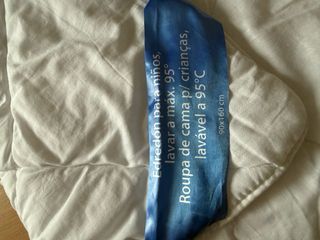 Edredón para niños,
lavar a máx. 95°
Roupa de cama p/ crianças,
lavável a 95°C
90x160 cm